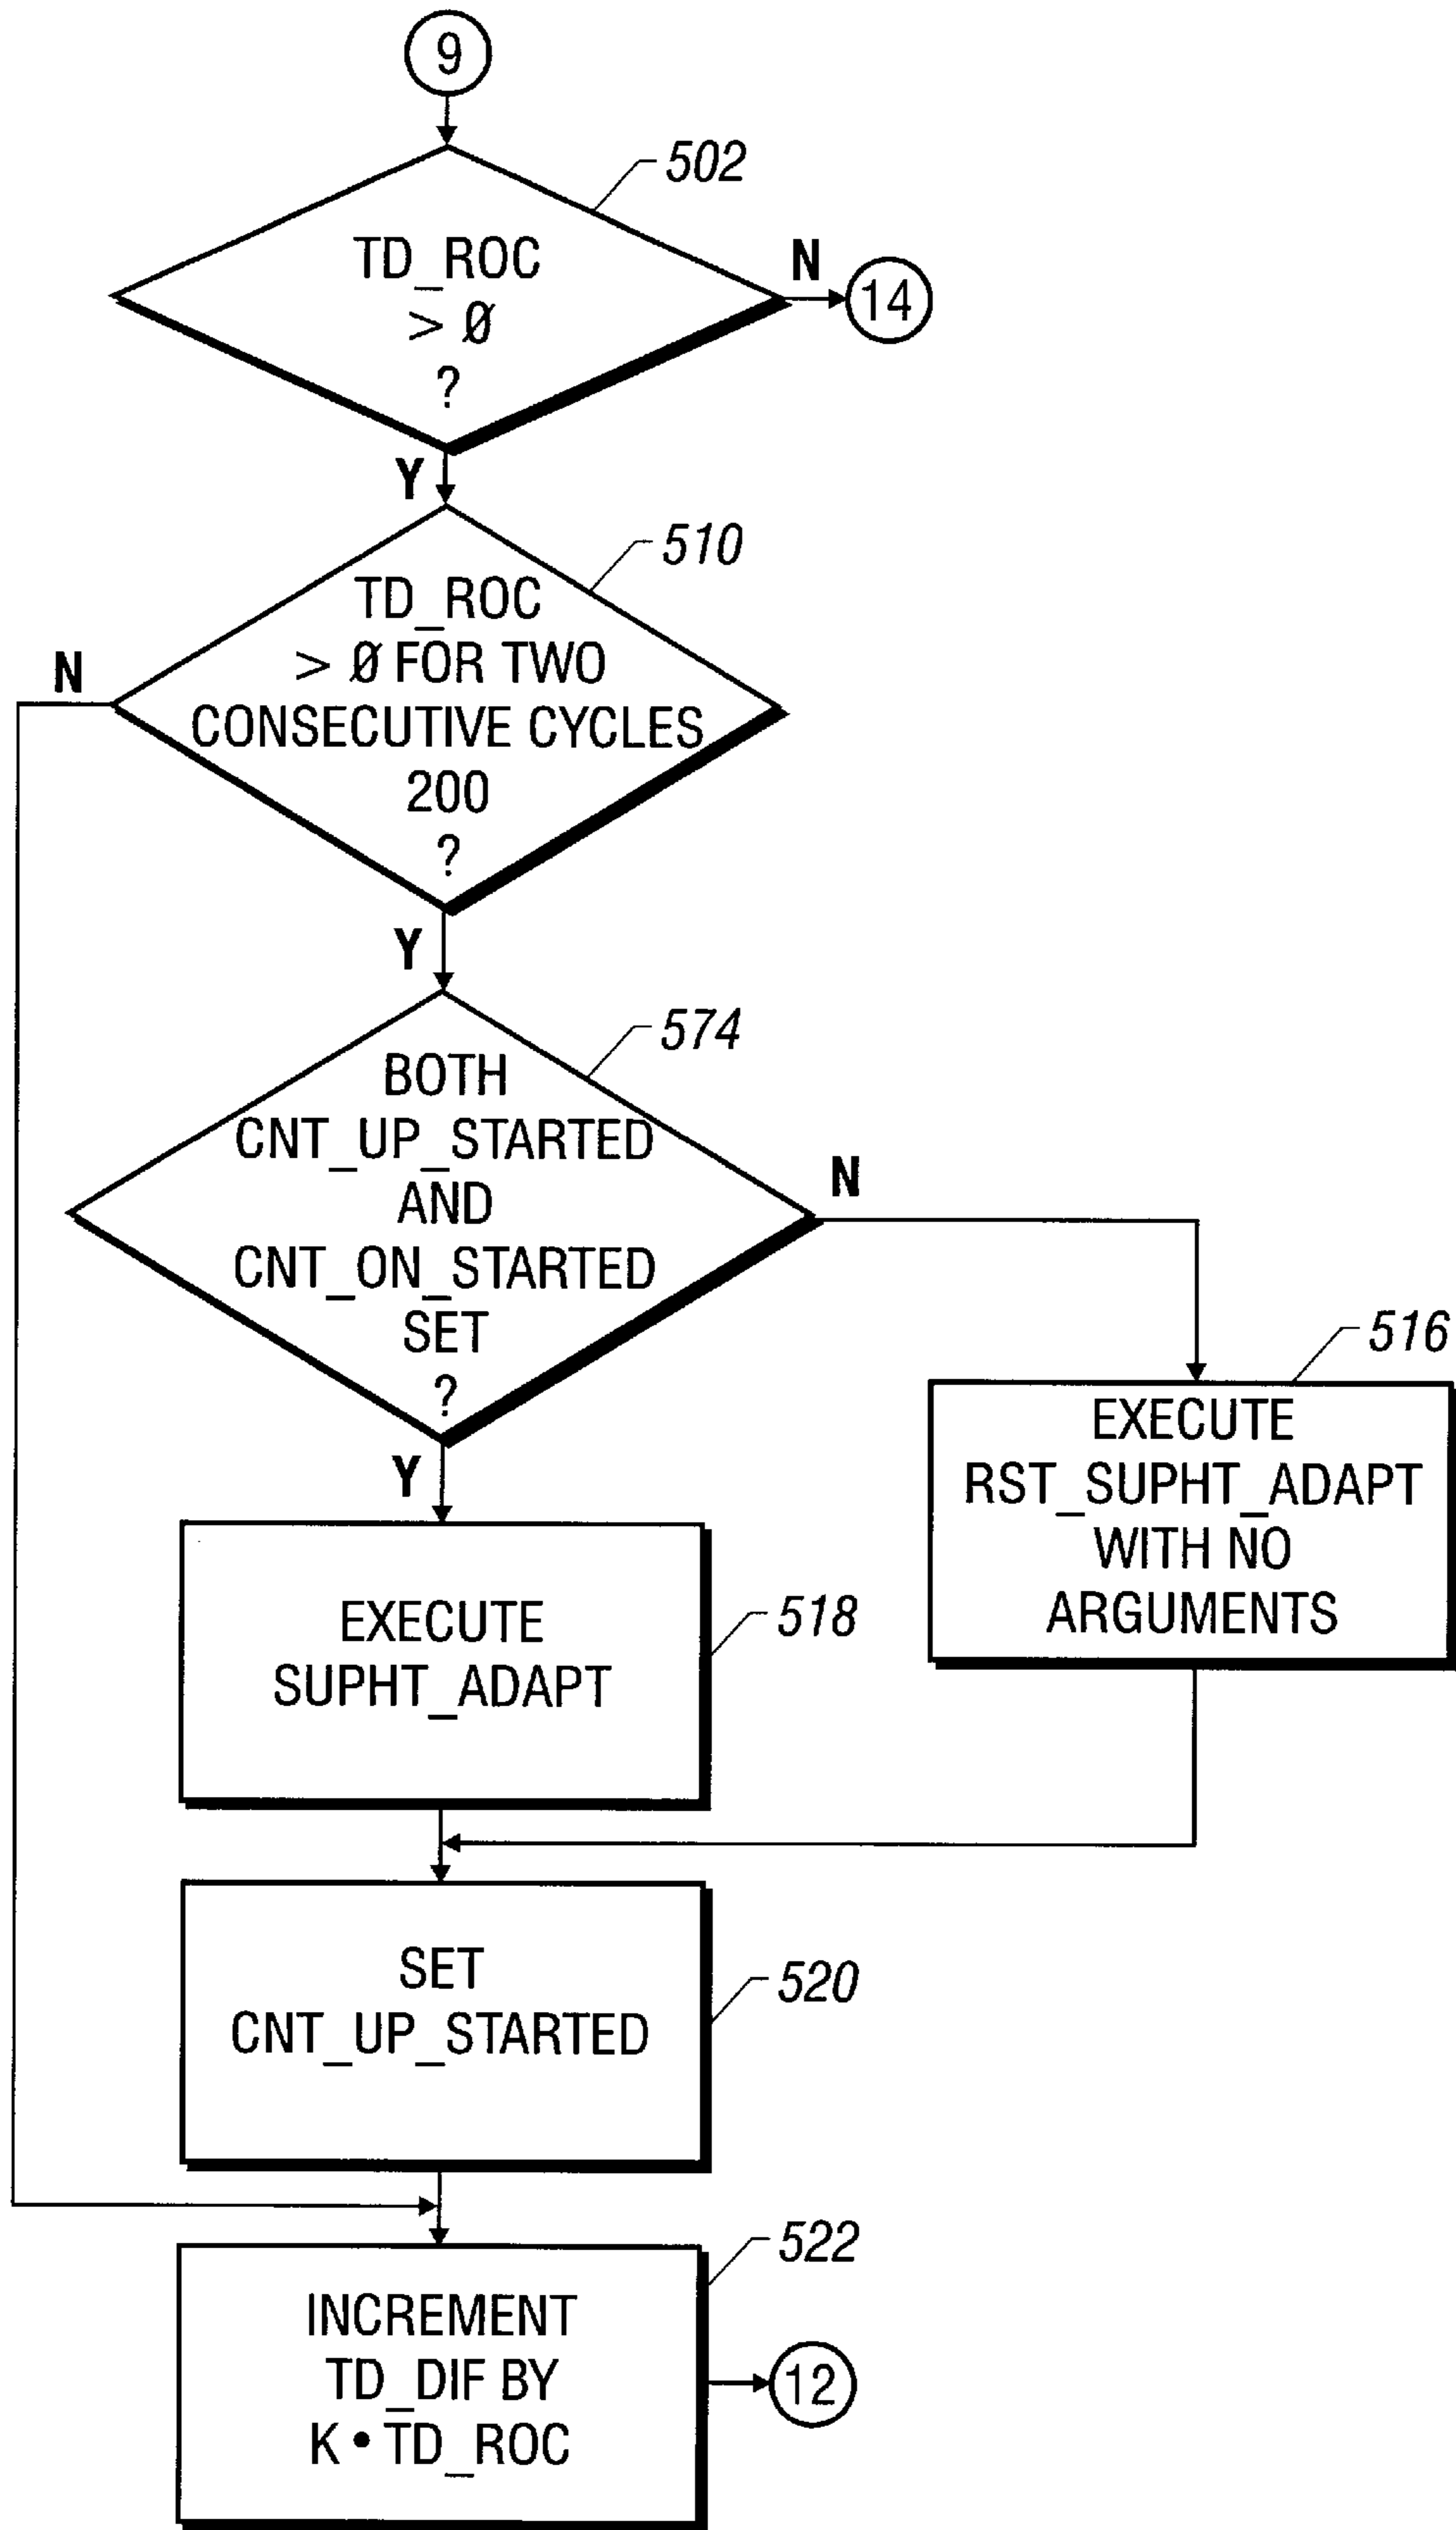 9
502
TD_ROC
> Ø
?
N
14
Y
510
TD_ROC
> Ø FOR TWO
CONSECUTIVE CYCLES
200
?
N
Y
574
BOTH
CNT_UP_STARTED
AND
CNT_ON_STARTED
SET
?
N
Y
516
EXECUTE
RST_SUPHT_ADAPT
WITH NO
ARGUMENTS
518
EXECUTE
SUPHT_ADAPT
520
SET
CNT_UP_STARTED
522
INCREMENT
TD_DIF BY
K • TD_ROC
12